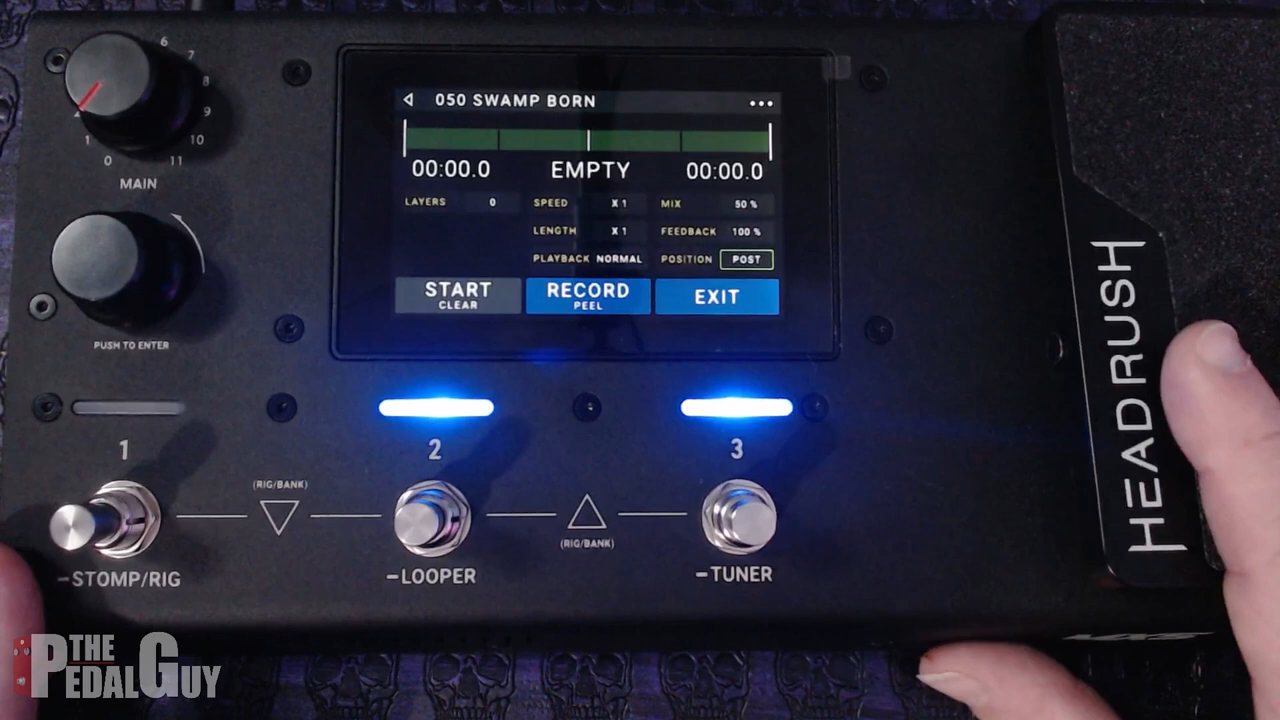 6
7
8
9
10
11
1
0
MAIN
PUSH TO ENTER
050 SWAMP BORN
00:00.0 EMPTY 00:00.0
LAYERS 0 SPEED X 1 MIX 50 %
LENGTH X 1 FEEDBACK 100 %
PLAYBACK NORMAL POSITION POST
START RECORD EXIT
CLEAR PEEL
HEADRUSH
1 2 3
(RIG/BANK)
(RIG/BANK)
STOMP/RIG LOOPER TUNER
THE
PEDALGUY